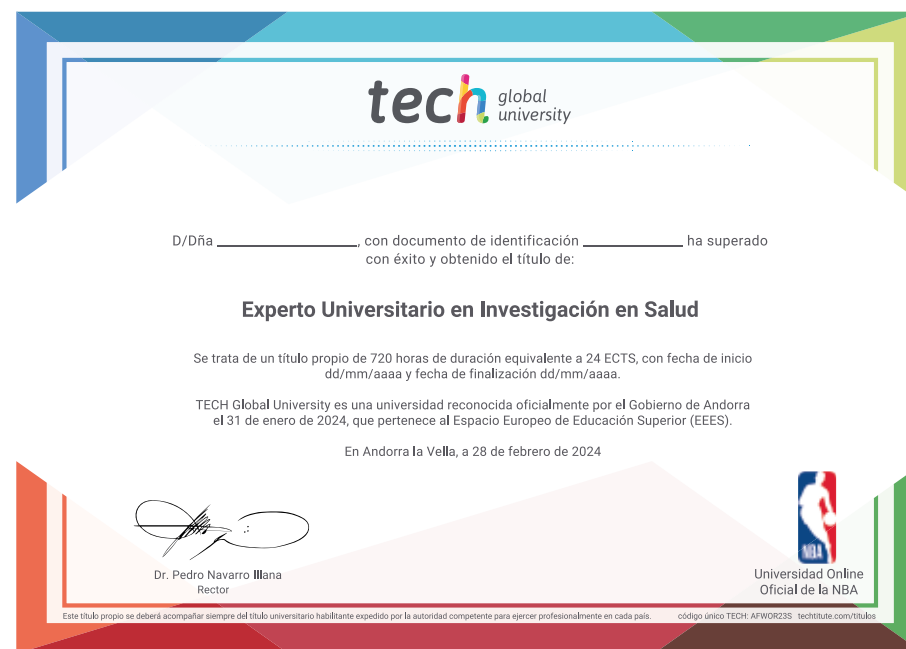 tech global university
D/Dña ____________, con documento de identificación ____________ ha superado
con éxito y obtenido el título de:
Experto Universitario en Investigación en Salud
Se trata de un título propio de 720 horas de duración equivalente a 24 ECTS, con fecha de inicio
dd/mm/aaaa y fecha de finalización dd/mm/aaaa.
TECH Global University es una universidad reconocida oficialmente por el Gobierno de Andorra
el 31 de enero de 2024, que pertenece al Espacio Europeo de Educación Superior (EEES).
En Andorra la Vella, a 28 de febrero de 2024
Dr. Pedro Navarro Illana
Rector
NBA
Universidad Online
Oficial de la NBA
Este título propio se deberá acompañar siempre del título universitario habilitante expedido por la autoridad competente para ejercer profesionalmente en cada país.
código único TECH: AFWOR23S techtitute.com/titulos